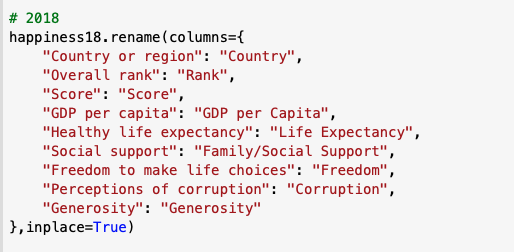 # 2018
happiness18.rename(columns={
    "Country or region": "Country",
    "Overall rank": "Rank",
    "Score": "Score",
    "GDP per capita": "GDP per Capita",
    "Healthy life expectancy": "Life Expectancy",
    "Social support": "Family/Social Support",
    "Freedom to make life choices": "Freedom",
    "Perceptions of corruption": "Corruption",
    "Generosity": "Generosity"
},inplace=True)